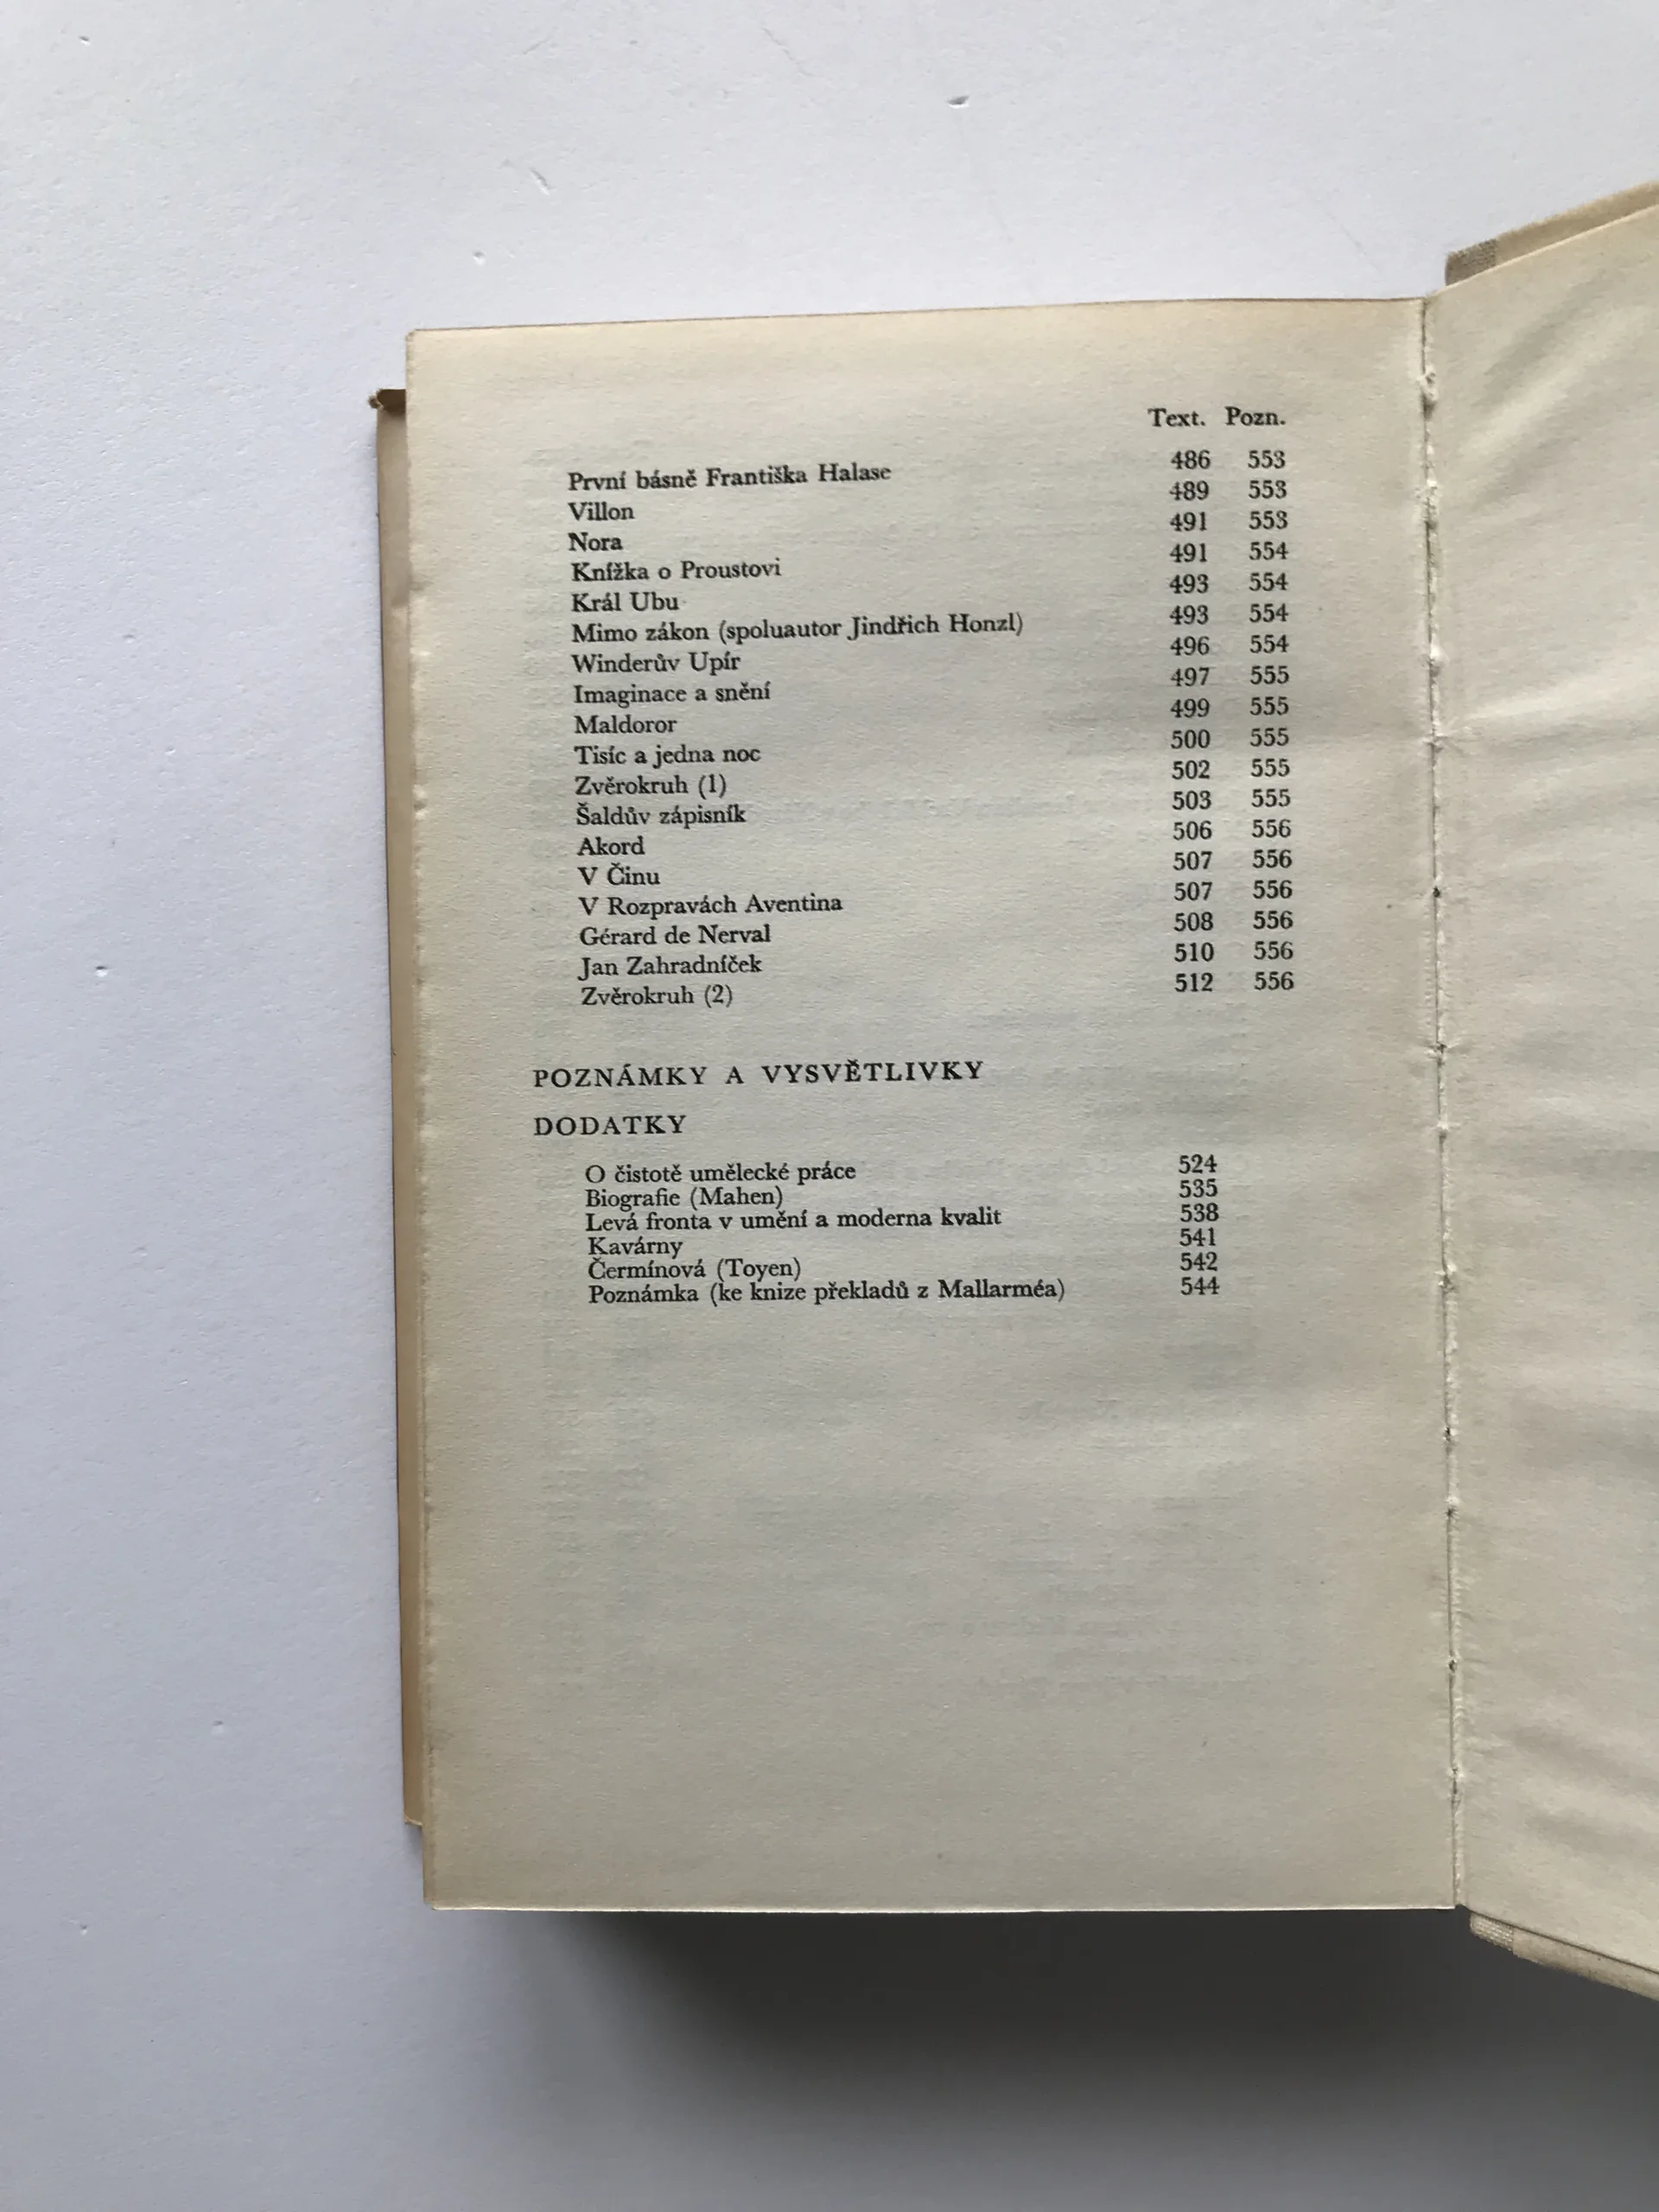 Text. Pozn.
První básně Františka Halase 486 553
Villon 489 553
Nora 491 553
Knížka o Proustovi 491 554
Král Ubu 493 554
Mimo zákon (spoluautor Jindřich Honzl) 493 554
Winderův Upír 496 554
Imaginace a snění 497 555
Maldoror 499 555
Tisíc a jedna noc 500 555
Zvěrokruh (1) 502 555
Šaldův zápisník 503 555
Akord 506 556
V Činu 507 556
V Rozpravách Aventina 507 556
Gérard de Nerval 508 556
Jan Zahradníček 510 556
Zvěrokruh (2) 512 556
POZNÁMKY A VYSVĚTLIVKY
DODATKY
O čistotě umělecké práce 524
Biografie (Mahen) 535
Levá fronta v umění a moderna kvalit 538
Kavárny 541
Čermínová (Toyen) 542
Poznámka (ke knize překladů z Mallarméa) 544